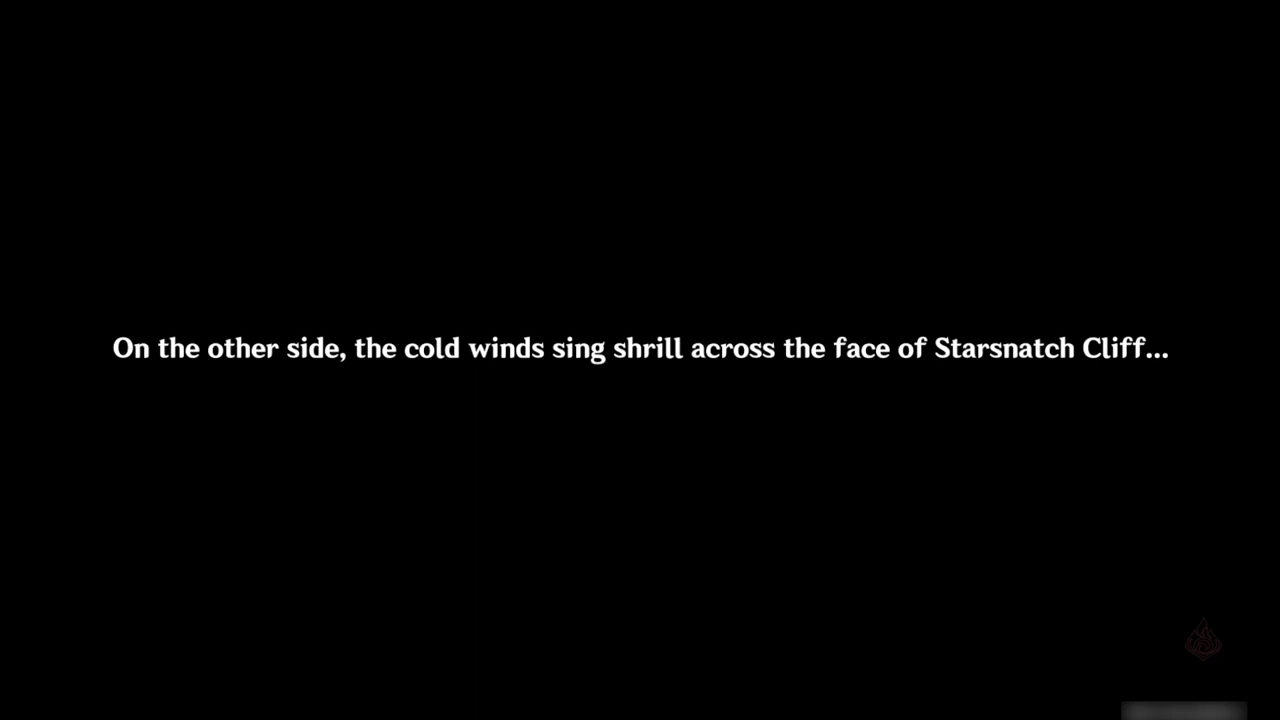 On the other side, the cold winds sing shrill across the face of Starsnatch Cliff...